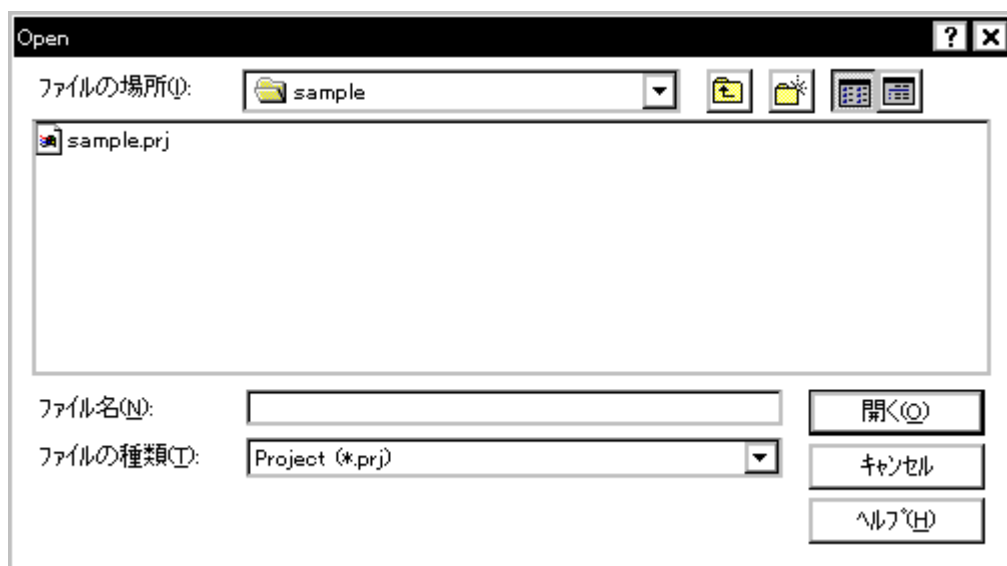 Open
ファイルの場所(I):
sample
sample.prj
ファイル名(N):
開く(O)
ファイルの種類(T):
Project (*.prj)
キャンセル
ヘルプ(H)